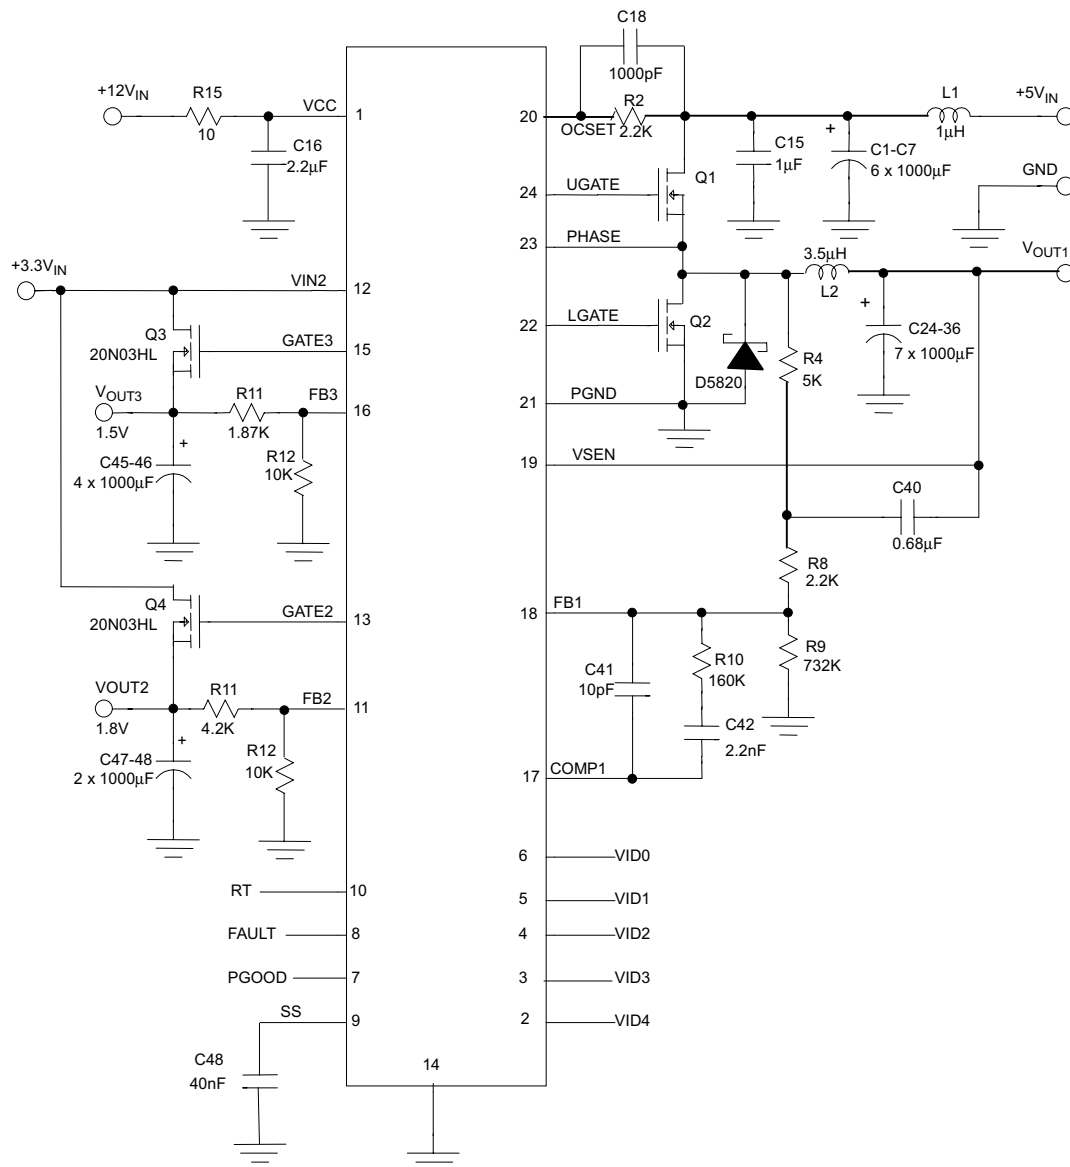 C18
1000pF
+12VIN
R15
10
VCC
1
C16
2.2μF
20
OCSET
R2
2.2K
L1
1μH
+5VIN
C15
1μF
+
C1-C7
6 x 1000μF
GND
24
UGATE
Q1
23
PHASE
3.5μH
L2
VOUT1
+3.3VIN
VIN2
12
Q3
20N03HL
GATE3
15
22
LGATE
Q2
D5820
R4
5K
+
C24-36
7 x 1000μF
VOUT3
1.5V
R11
1.87K
FB3
16
21
PGND
+
C45-46
4 x 1000μF
R12
10K
19
VSEN
C40
0.68μF
R8
2.2K
Q4
20N03HL
GATE2
13
18
FB1
R9
732K
R10
160K
C41
10pF
C42
2.2nF
VOUT2
1.8V
R11
4.2K
FB2
11
+
C47-48
2 x 1000μF
R12
10K
17
COMP1
6
VID0
RT
10
5
VID1
FAULT
8
4
VID2
PGOOD
7
3
VID3
SS
9
2
VID4
C48
40nF
14